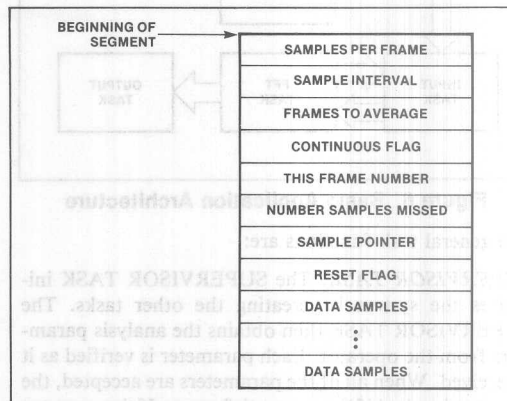 BEGINNING OF
SEGMENT
SAMPLES PER FRAME
SAMPLE INTERVAL
FRAMES TO AVERAGE
CONTINUOUS FLAG
THIS FRAME NUMBER
NUMBER SAMPLES MISSED
SAMPLE POINTER
RESET FLAG
DATA SAMPLES
DATA SAMPLES